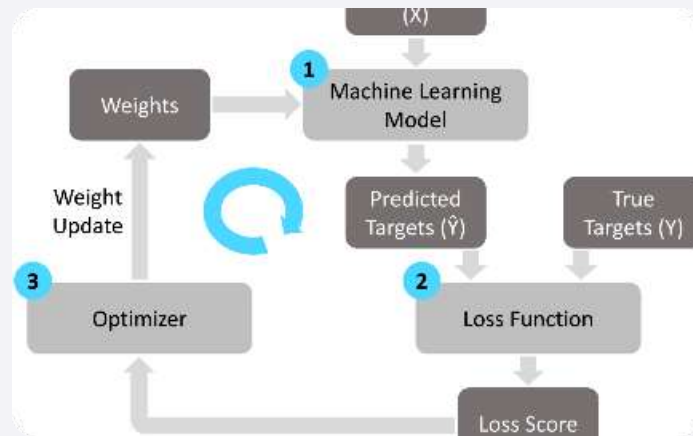 (X)
1
Machine Learning
Model
Weights
Weight
Update
Predicted
Targets (Ŷ)
True
Targets (Y)
3
Optimizer
2
Loss Function
Loss Score